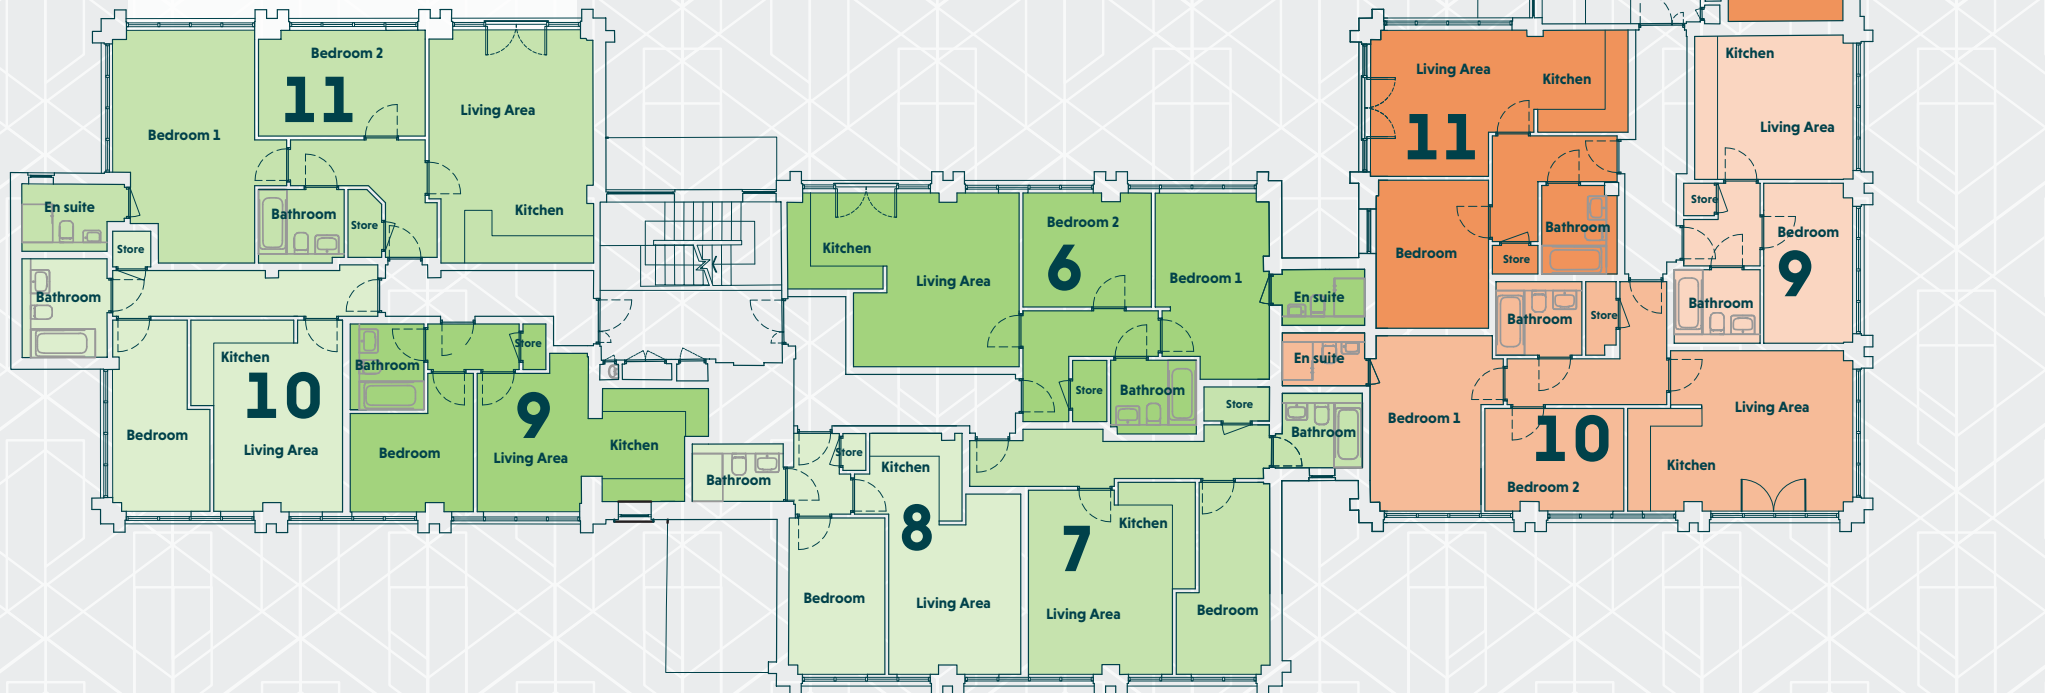 Bedroom 1
Bedroom 2
11
Living Area
Kitchen
En suite
Bathroom
Store
Store
Bathroom
Bedroom
Kitchen
10
Living Area
Bathroom
Store
Bedroom
9
Living Area
Kitchen
Kitchen
Living Area
Bedroom 2
6
Bedroom 1
En suite
Store
Bathroom
Bathroom
Store
Kitchen
8
Bedroom
Living Area
Store
Bathroom
Kitchen
7
Living Area
Bedroom
Living Area
Kitchen
11
Bedroom
Bathroom
Store
Kitchen
Living Area
Store
Bedroom
9
Bathroom
En suite
Bathroom
Store
Bedroom 1
10
Bedroom 2
Living Area
Kitchen